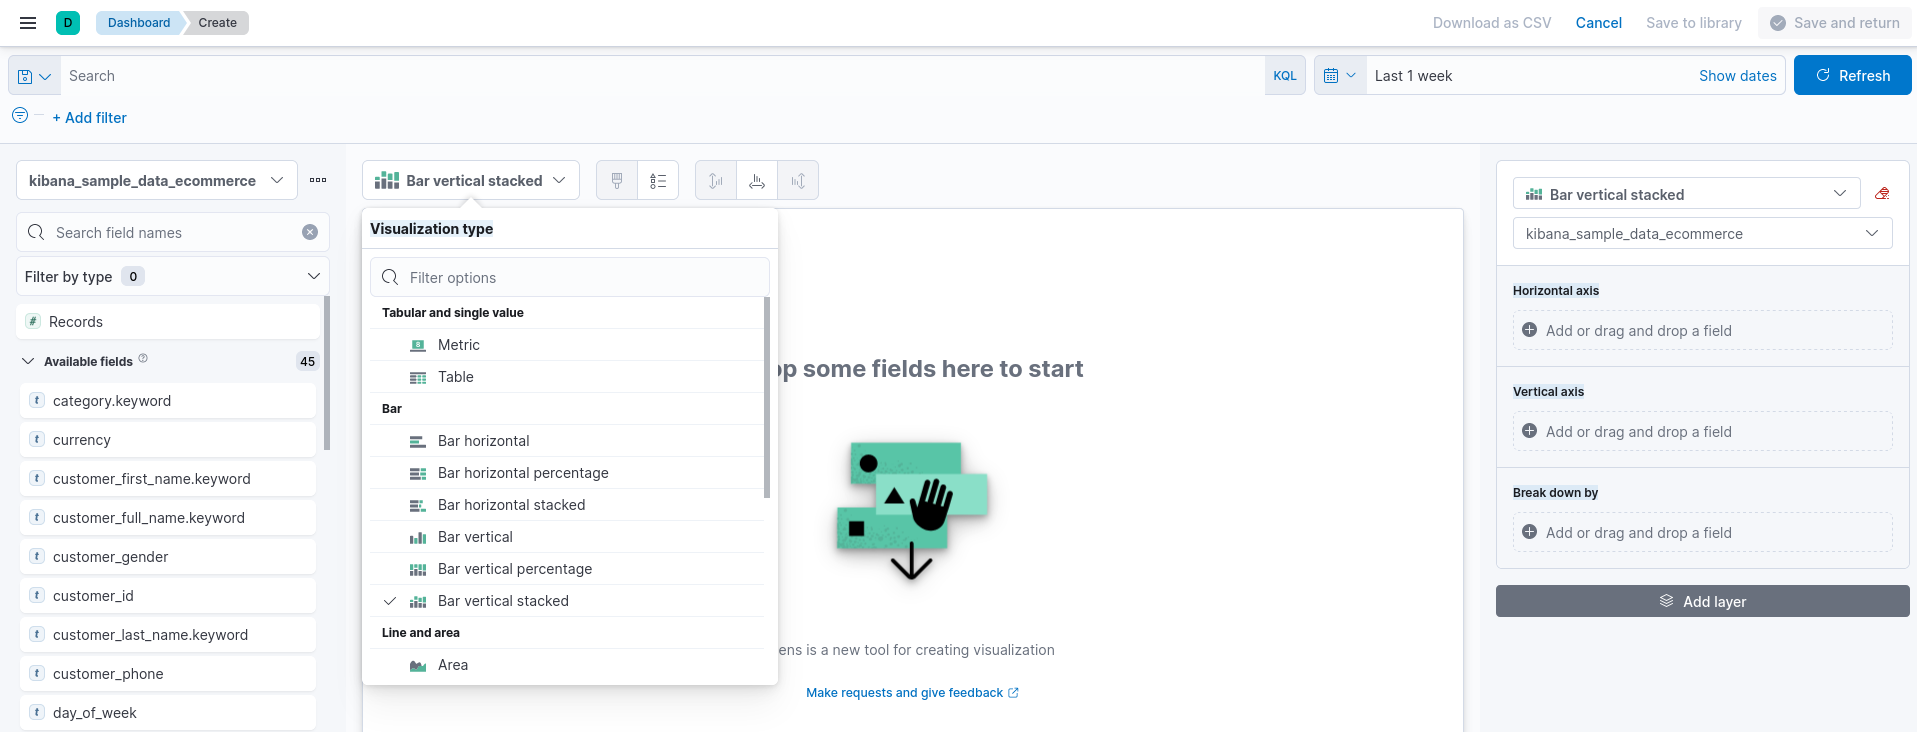 D Dashboard Create Download as CSV Cancel Save to library Save and return
Search KQL Last 1 week Show dates Refresh
+ Add filter
kibana_sample_data_ecommerce
Search field names
Filter by type 0
# Records
Available fields ? 45
t category.keyword
t currency
t customer_first_name.keyword
t customer_full_name.keyword
t customer_gender
t customer_id
t customer_last_name.keyword
t customer_phone
t day_of_week
Bar vertical stacked
Visualization type
Filter options
Tabular and single value
8 Metric
Table
Bar
Bar horizontal
Bar horizontal percentage
Bar horizontal stacked
Bar vertical
Bar vertical percentage
Bar vertical stacked
Line and area
Area
op some fields here to start
ens is a new tool for creating visualization
Make requests and give feedback
Bar vertical stacked
kibana_sample_data_ecommerce
Horizontal axis
Add or drag and drop a field
Vertical axis
Add or drag and drop a field
Break down by
Add or drag and drop a field
Add layer